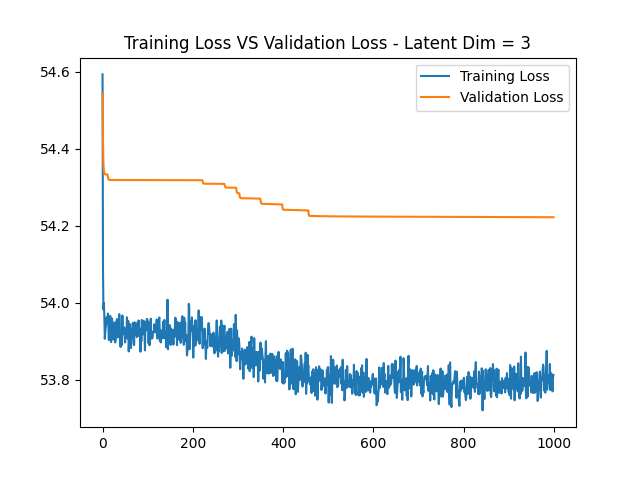 Training Loss VS Validation Loss - Latent Dim = 3
Training Loss
Validation Loss
54.6
54.4
54.2
54.0
53.8
0 200 400 600 800 1000